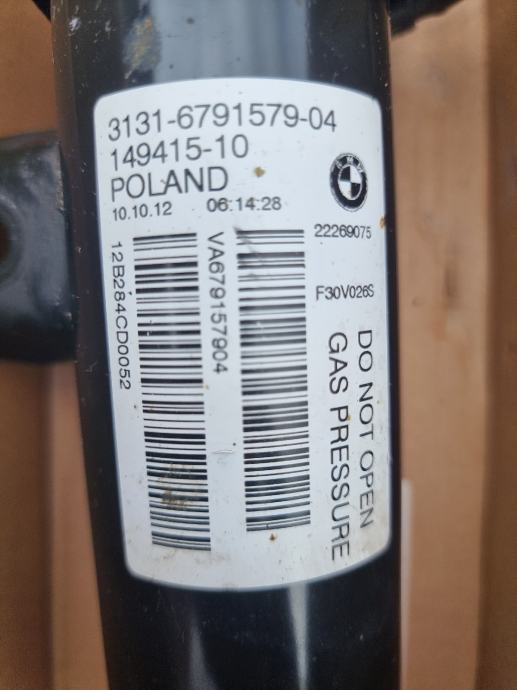 3131-6791579-04
149415-10
POLAND
10.10.12 06:14:28
22269075
F30V026S
12B284CD0052
VA679157904
DO NOT OPEN
GAS PRESSURE